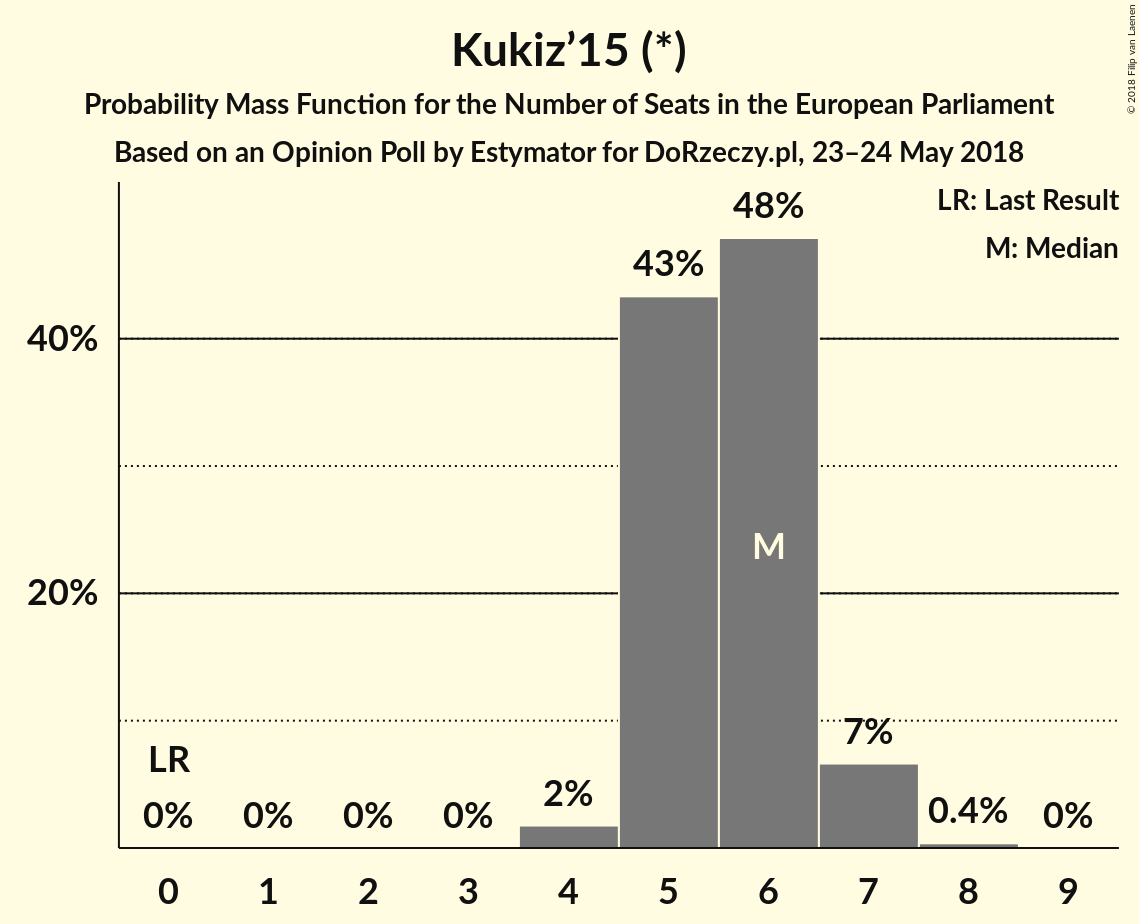 Kukiz’15 (*)
Probability Mass Function for the Number of Seats in the European Parliament
Based on an Opinion Poll by Estymator for DoRzeczy.pl, 23–24 May 2018
© 2018 Filip van Laenen
LR: Last Result
M: Median
48%
43%
40%
M
20%
7%
LR
2%
0% 0% 0% 0% 0.4% 0%
0 1 2 3 4 5 6 7 8 9